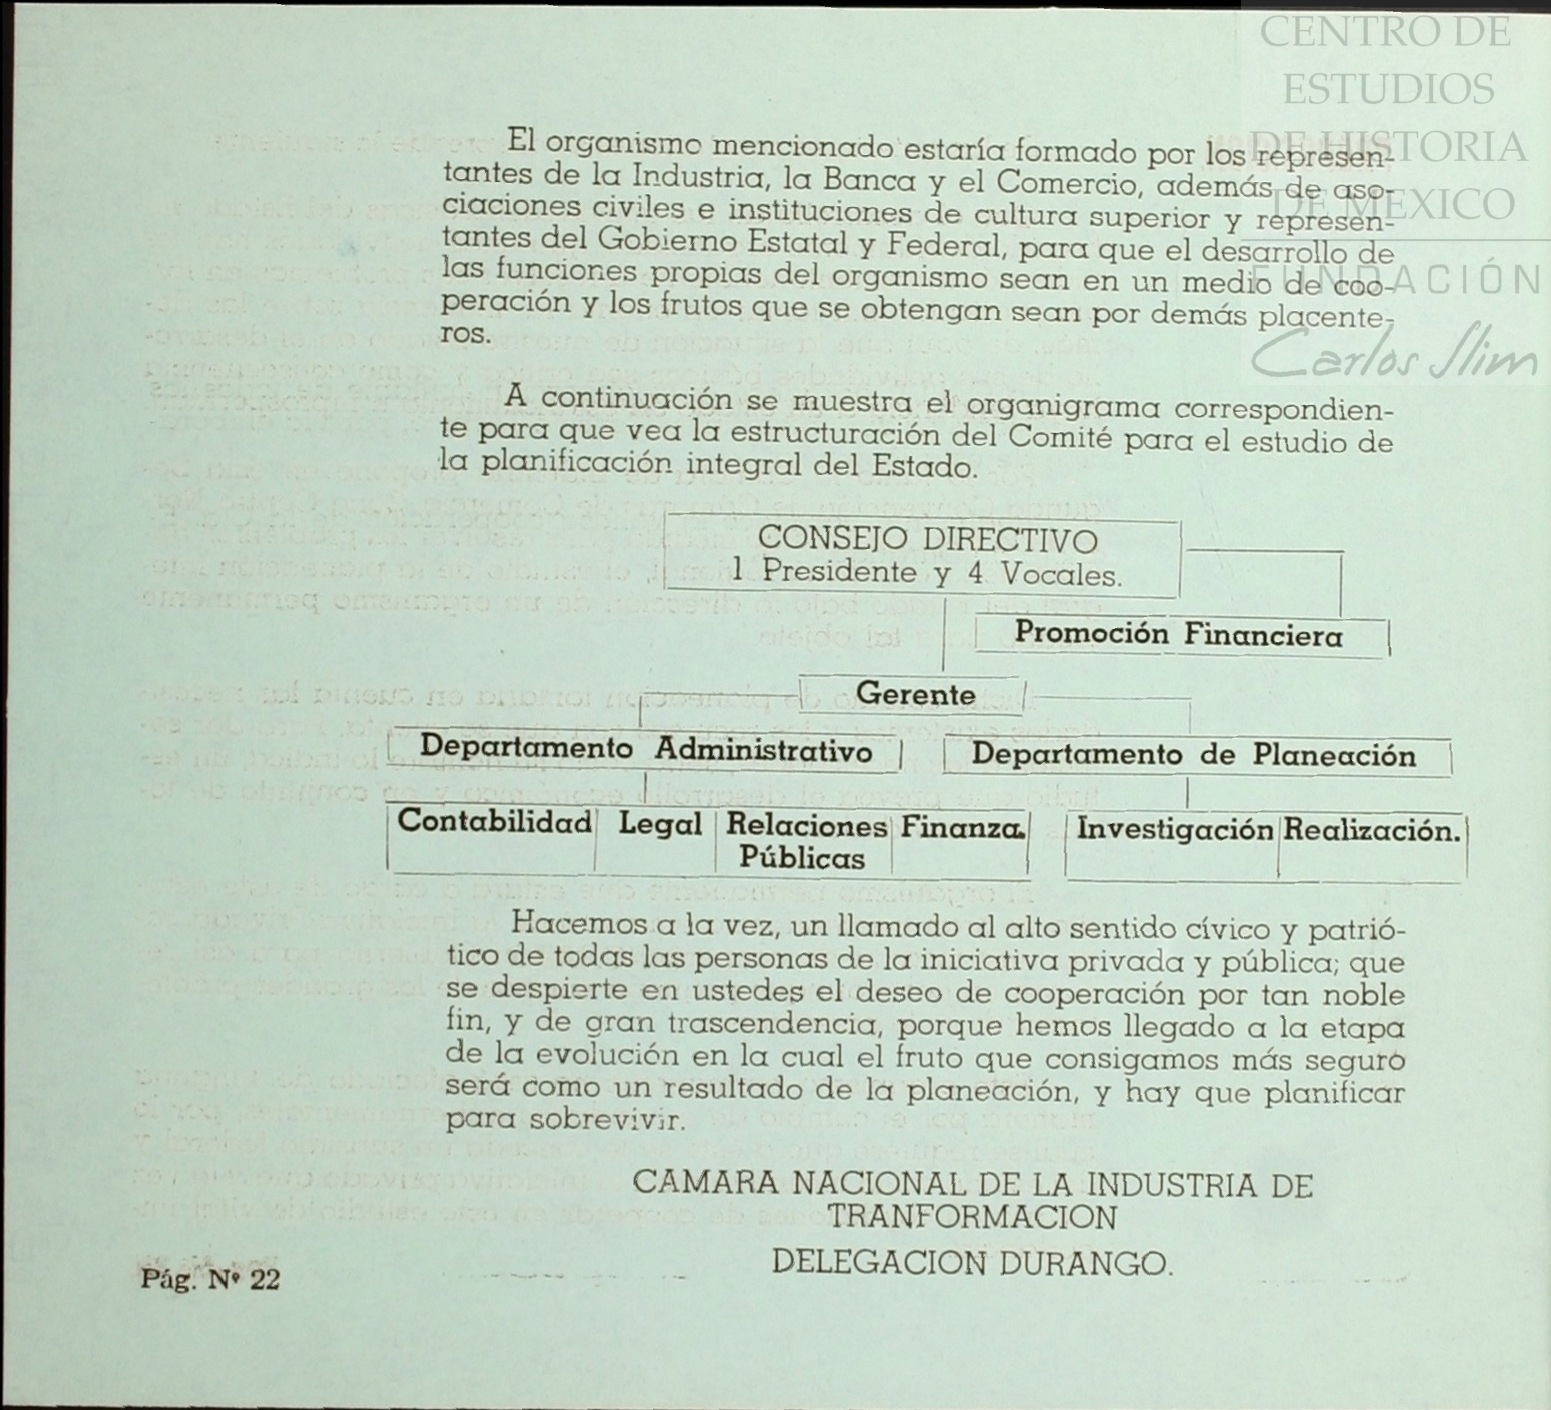 CENTRO DE
ESTUDIOS
DE HISTORIA
DE MEXICO
FUNDACIÓN
Carlos Slim
El organismo mencionado estaría formado por los represen-
tantes de la Industria, la Banca y el Comercio, además de aso-
ciaciones civiles e instituciones de cultura superior y represen-
tantes del Gobierno Estatal y Federal, para que el desarrollo de
las funciones propias del organismo sean en un medio de coo-
peración y los frutos que se obtengan sean por demás placente-
ros.
A continuación se muestra el organigrama correspondien-
te para que vea la estructuración del Comité para el estudio de
la planificación integral del Estado.
CONSEJO DIRECTIVO
1 Presidente y 4 Vocales.
Promoción Financiera
Gerente
Departamento Administrativo
Departamento de Planeación
Contabilidad Legal Relaciones Finanza. Investigación Realización.
Públicas
Hacemos a la vez, un llamado al alto sentido cívico y patrió-
tico de todas las personas de la iniciativa privada y pública; que
se despierte en ustedes el deseo de cooperación por tan noble
fin, y de gran trascendencia, porque hemos llegado a la etapa
de la evolución en la cual el fruto que consigamos más seguro
será como un resultado de la planeación, y hay que planificar
para sobrevivir.
CAMARA NACIONAL DE LA INDUSTRIA DE
TRANFORMACION
DELEGACION DURANGO.
Pág. Nº 22